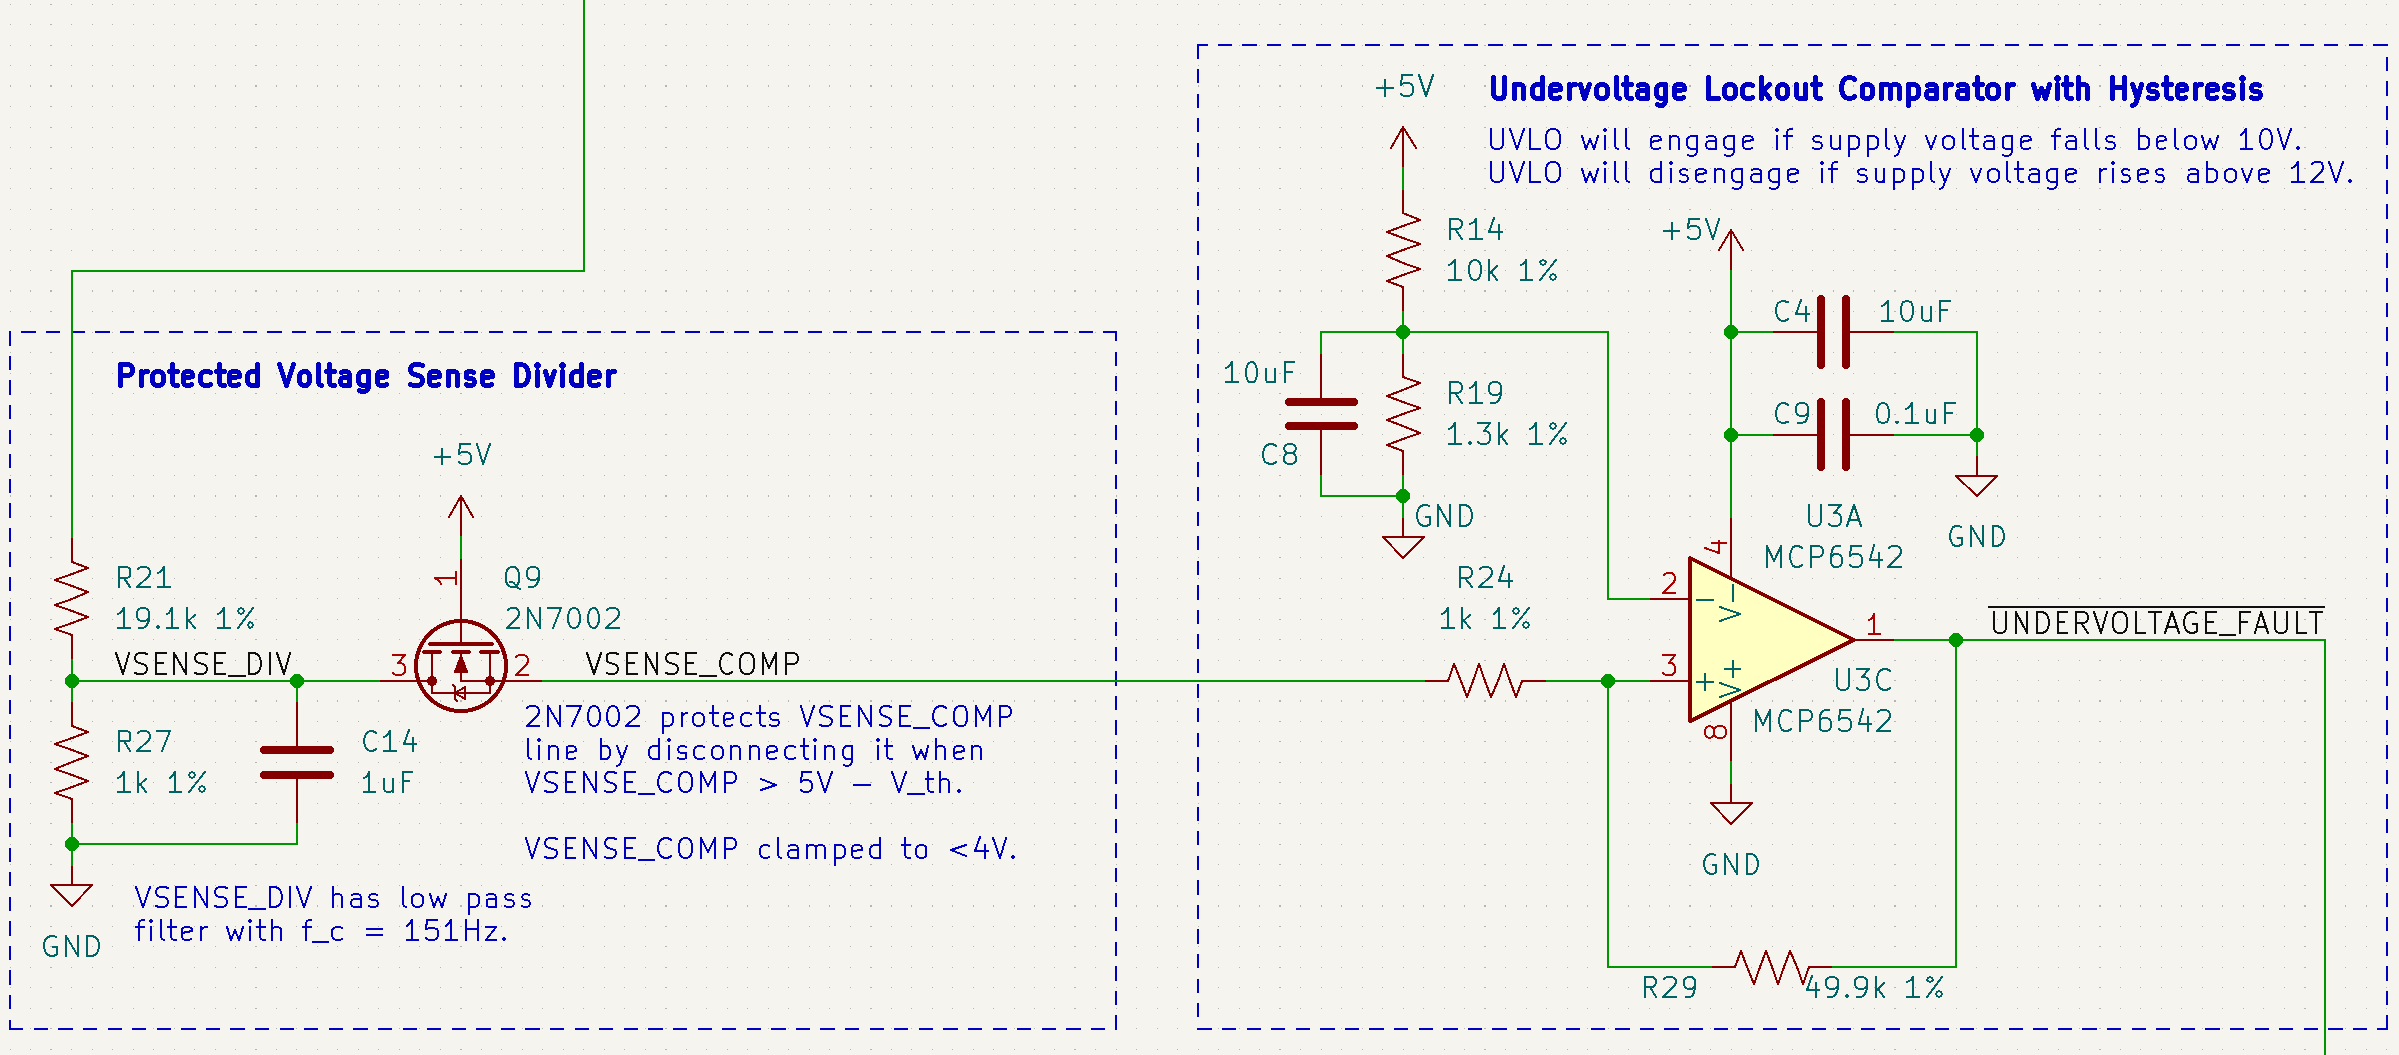 +5V
Undervoltage Lockout Comparator with Hysteresis
UVLO will engage if supply voltage falls below 10V.
UVLO will disengage if supply voltage rises above 12V.
R14
10k 1%
+5V
C4
10uF
10uF
C8
R19
1.3k 1%
C9
0.1uF
GND
GND
U3A
MCP6542
4
2
-
V-
R24
1k 1%
3
+
V+
8
1
UNDERVOLTAGE_FAULT
U3C
MCP6542
GND
R29
49.9k 1%
Protected Voltage Sense Divider
+5V
1
Q9
2N7002
R21
19.1k 1%
VSENSE_DIV
3
2
VSENSE_COMP
R27
1k 1%
C14
1uF
2N7002 protects VSENSE_COMP
line by disconnecting it when
VSENSE_COMP > 5V – V_th.
VSENSE_COMP clamped to <4V.
VSENSE_DIV has low pass
filter with f_c = 151Hz.
GND